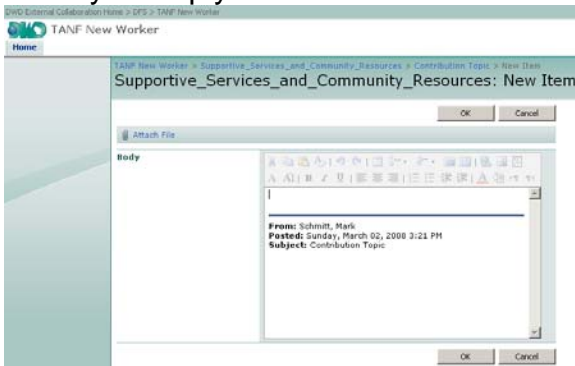 DWD External Collaboration Home > DFS > TANF New Worker
TANF New Worker
Home
TANF New Worker > Supportive_Services_and_Community_Resources > Contribution Topic > New Item
Supportive_Services_and_Community_Resources: New Item
OK Cancel
Attach File
Body
From: Schmitt, Mark
Posted: Sunday, March 02, 2008 3:21 PM
Subject: Contribution Topic
OK Cancel